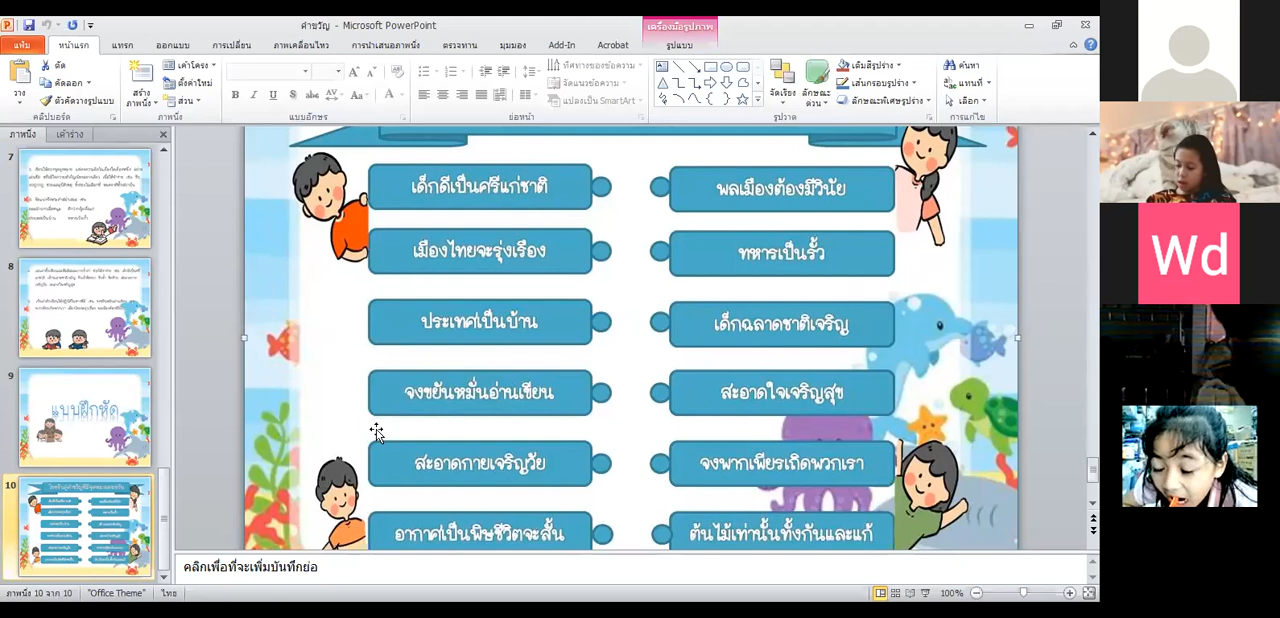 คำขวัญ - Microsoft PowerPoint
เครื่องมือรูปภาพ
แฟ้ม หน้าแรก แทรก ออกแบบ การเปลี่ยน ภาพเคลื่อนไหว การนำเสนอภาพนิ่ง ตรวจทาน มุมมอง Add-In Acrobat รูปแบบ
วาง
ตัด
คัดลอก
ตัวคัดวางรูปแบบ
คลิปบอร์ด
สร้าง
ภาพนิ่ง
เค้าโครง
ตั้งค่าใหม่
ส่วน
ภาพนิ่ง
แบบอักษร
ทิศทางของข้อความ
จัดแนวข้อความ
แปลงเป็น SmartArt
ย่อหน้า
จัดเรียง
ลักษณะ
ด่วน
เติมสีรูปร่าง
เส้นกรอบรูปร่าง
ลักษณะพิเศษรูปร่าง
รูปวาด
ค้นหา
แทนที่
เลือก
การแก้ไข
ภาพนิ่ง เค้าร่าง
7
8
9
แบบฝึกหัด
10
เด็กดีเป็นศรีแก่ชาติ พลเมืองต้องมีวินัย
เมืองไทยจะรุ่งเรือง ทหารเป็นรั้ว
ประเทศเป็นบ้าน เด็กฉลาดชาติเจริญ
จงขยันหมั่นอ่านเขียน สะอาดใจเจริญสุข
สะอาดกายเจริญวัย จงพากเพียรเถิดพวกเรา
อากาศเป็นพิษชีวิตจะสั้น ต้นไม้เท่านั้นทั้งกันและแก้
คลิกเพื่อที่จะเพิ่มบันทึกย่อ
ภาพนิ่ง 10 จาก 10 "Office Theme" ไทย 100%
Wd